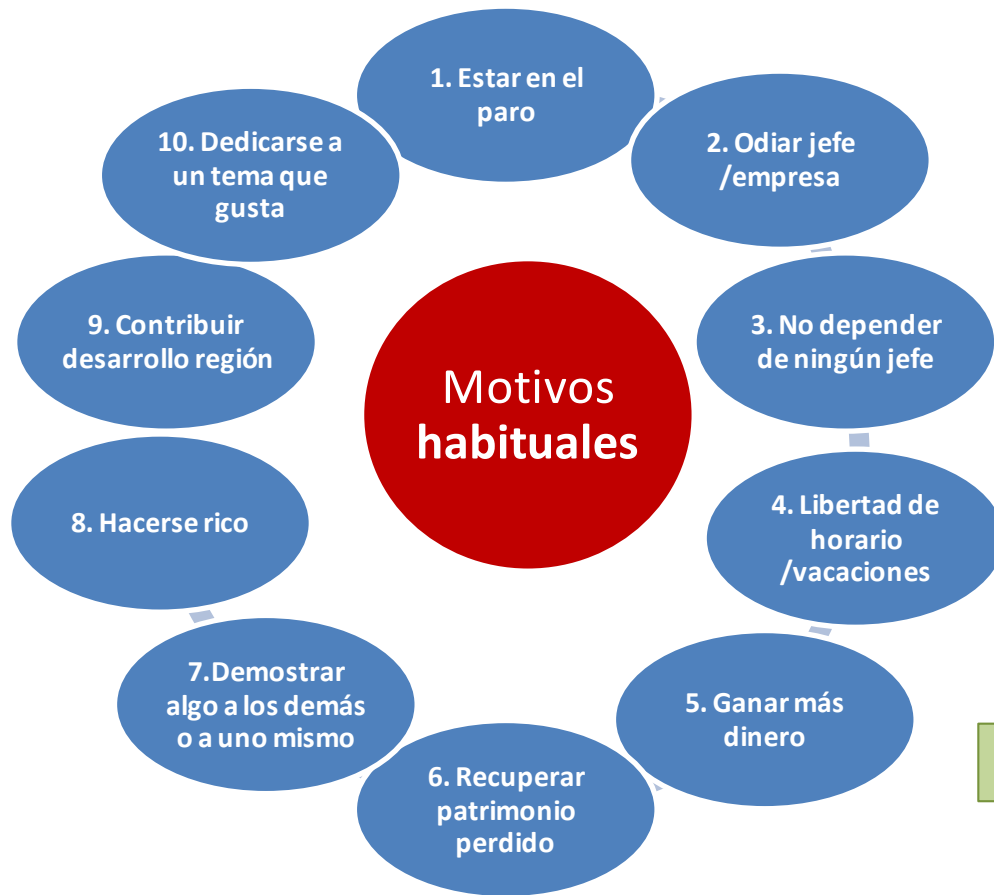 1. Estar en el
paro
2. Odiar jefe
/empresa
3. No depender
de ningún jefe
4. Libertad de
horario
/vacaciones
5. Ganar más
dinero
6. Recuperar
patrimonio
perdido
7.Demostrar
algo a los demás
o a uno mismo
8. Hacerse rico
9. Contribuir
desarrollo región
10. Dedicarse a
un tema que
gusta
Motivos
habituales